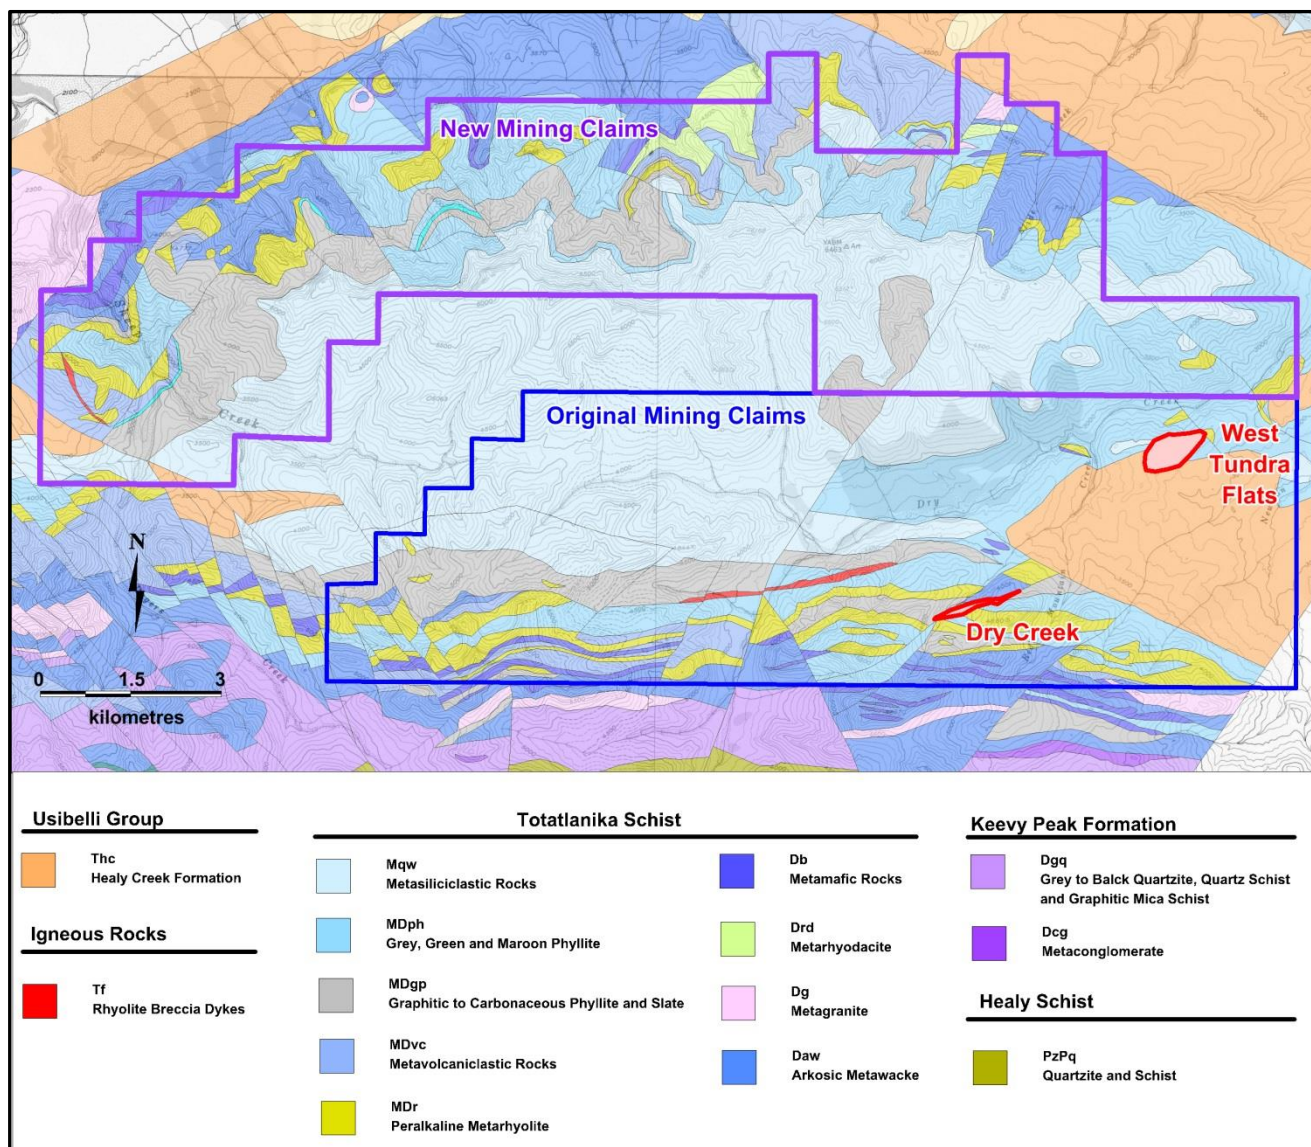 New Mining Claims
Original Mining Claims
West
Tundra
Flats
Dry Creek
Creek
Dry
Creek
N
0 1.5 3
kilometres
Usibelli Group
Thc
Healy Creek Formation
Igneous Rocks
Tf
Rhyolite Breccia Dykes
Totatlanika Schist
Mqw
Metasiliciclastic Rocks
MDph
Grey, Green and Maroon Phyllite
MDgp
Graphitic to Carbonaceous Phyllite and Slate
MDvc
Metavolcaniclastic Rocks
MDr
Peralkaline Metarhyolite
Db
Metamafic Rocks
Drd
Metarhyodacite
Dg
Metagranite
Daw
Arkosic Metawacke
Keevy Peak Formation
Dgq
Grey to Balck Quartzite, Quartz Schist
and Graphitic Mica Schist
Dcg
Metaconglomerate
Healy Schist
PzPq
Quartzite and Schist